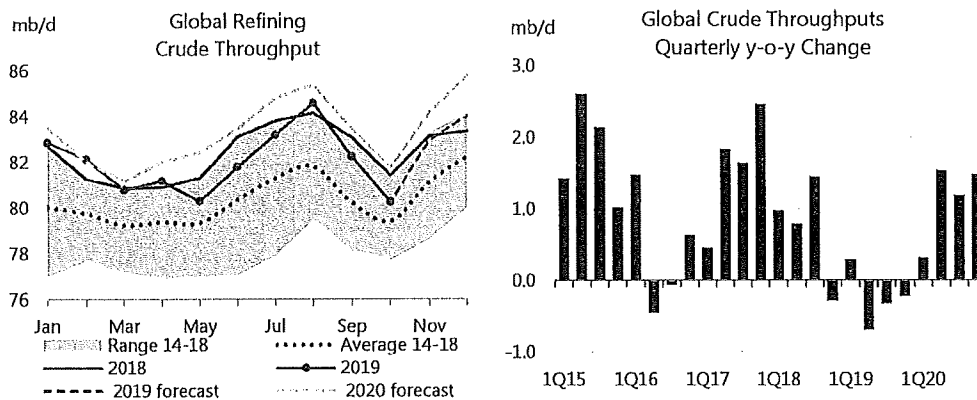 mb/d
Global Refining
Crude Throughput
86
84
82
80
78
76
Jan
Mar
May
Jul
Sep
Nov
Range 14-18
Average 14-18
2018
2019
2019 forecast
2020 forecast
mb/d
Global Crude Throughputs
Quarterly y-o-y Change
3.0
2.0
1.0
0.0
-1.0
1Q15
1Q16
1Q17
1Q18
1Q19
1Q20